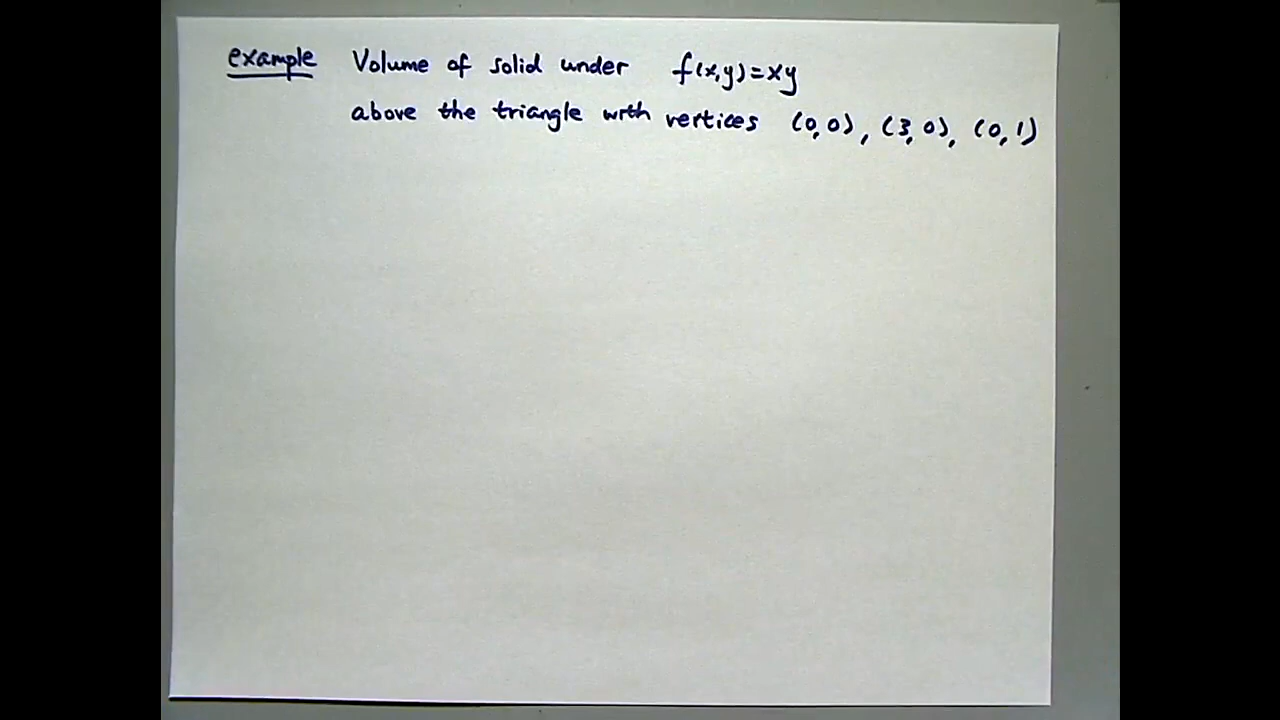 example Volume of solid under f(x,y)=xy
above the triangle with vertices (0,0), (3,0), (0,1)